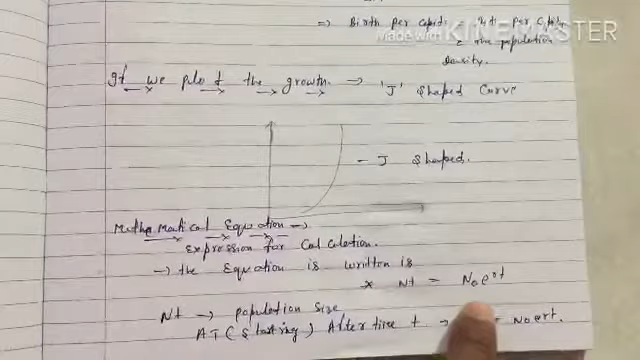 ⇒ Birth per capita per Capita
& the population
density.
Made with KINEMASTER
If we plot the growth → 'J' Shaped Curve
- J Shaped.
Mathematical Equation →
Expression for Calculation.
→ the Equation is written is
* Nt = N₀e^rt
Nt → population size
AT (Starting) After time t → = N₀ert.